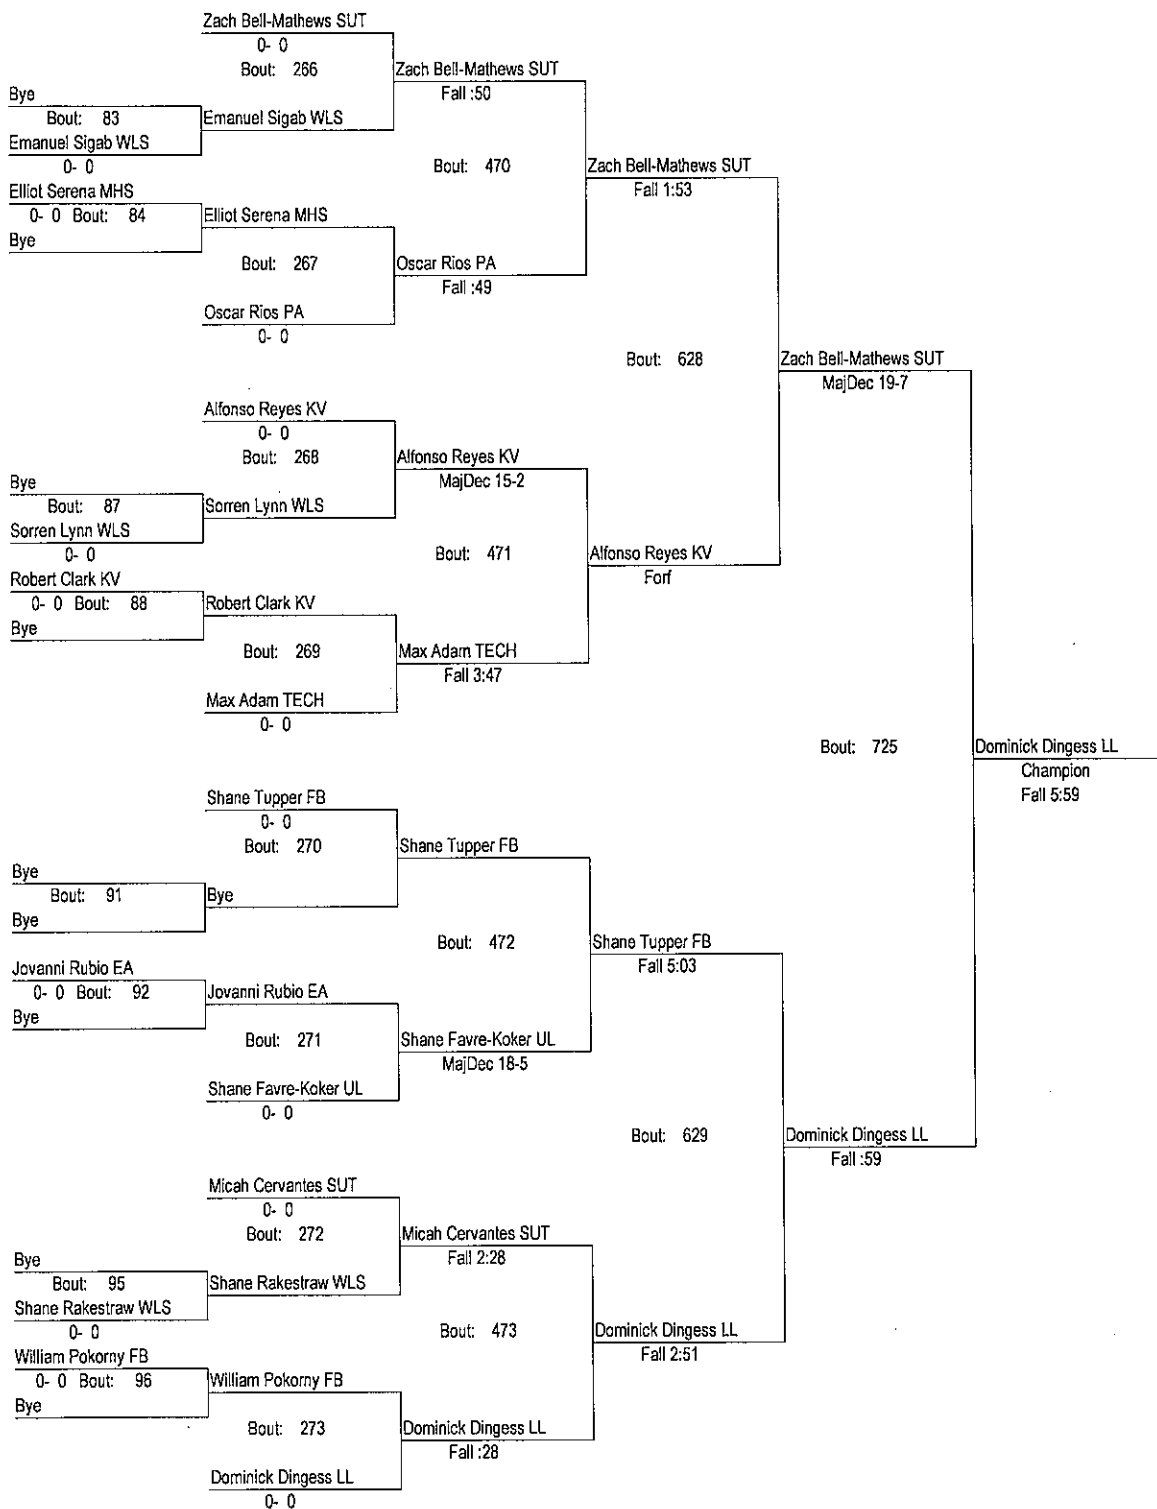 Zach Bell-Mathews SUT
0- 0
Bout: 266
Zach Bell-Mathews SUT
Fall :50
Bye
Bout: 83
Emanuel Sigab WLS
Emanuel Sigab WLS
0- 0
Bout: 470
Zach Bell-Mathews SUT
Fall 1:53
Elliot Serena MHS
0- 0 Bout: 84
Elliot Serena MHS
Bye
Bout: 267
Oscar Rios PA
Fall :49
Oscar Rios PA
0- 0
Bout: 628
Zach Bell-Mathews SUT
MajDec 19-7
Alfonso Reyes KV
0- 0
Bout: 268
Alfonso Reyes KV
MajDec 15-2
Bye
Bout: 87
Sorren Lynn WLS
Sorren Lynn WLS
0- 0
Bout: 471
Alfonso Reyes KV
Forf
Robert Clark KV
0- 0 Bout: 88
Robert Clark KV
Bye
Bout: 269
Max Adam TECH
Fall 3:47
Max Adam TECH
0- 0
Bout: 725
Dominick Dingess LL
Champion
Fall 5:59
Shane Tupper FB
0- 0
Bout: 270
Shane Tupper FB
Bye
Bout: 91
Bye
Bye
Bout: 472
Shane Tupper FB
Fall 5:03
Jovanni Rubio EA
0- 0 Bout: 92
Jovanni Rubio EA
Bye
Bout: 271
Shane Favre-Koker UL
MajDec 18-5
Shane Favre-Koker UL
0- 0
Bout: 629
Dominick Dingess LL
Fall :59
Micah Cervantes SUT
0- 0
Bout: 272
Micah Cervantes SUT
Fall 2:28
Bye
Bout: 95
Shane Rakestraw WLS
Shane Rakestraw WLS
0- 0
Bout: 473
Dominick Dingess LL
Fall 2:51
William Pokorny FB
0- 0 Bout: 96
William Pokorny FB
Bye
Bout: 273
Dominick Dingess LL
Fall :28
Dominick Dingess LL
0- 0